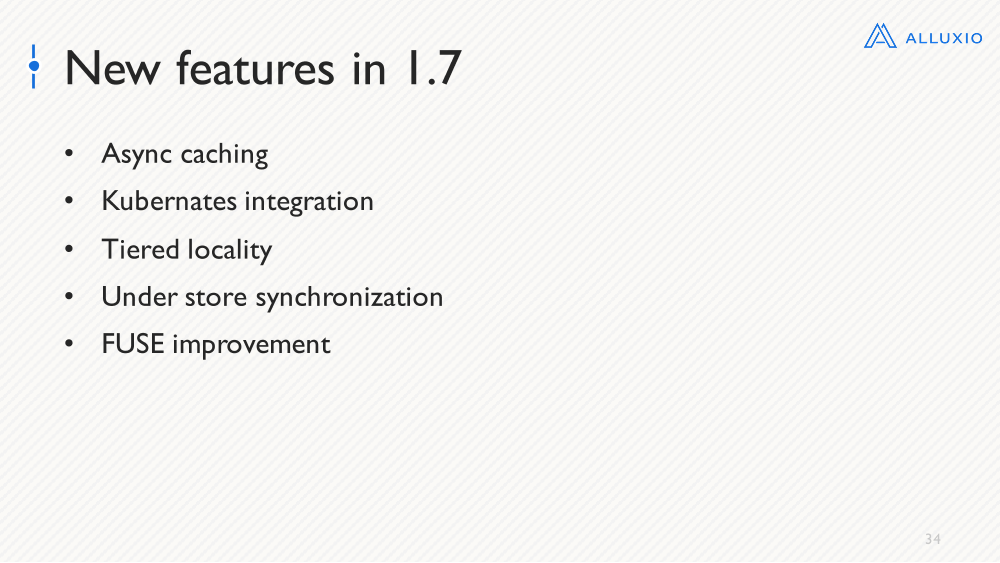 ALLUXIO
New features in 1.7
• Async caching
• Kubernates integration
• Tiered locality
• Under store synchronization
• FUSE improvement
34